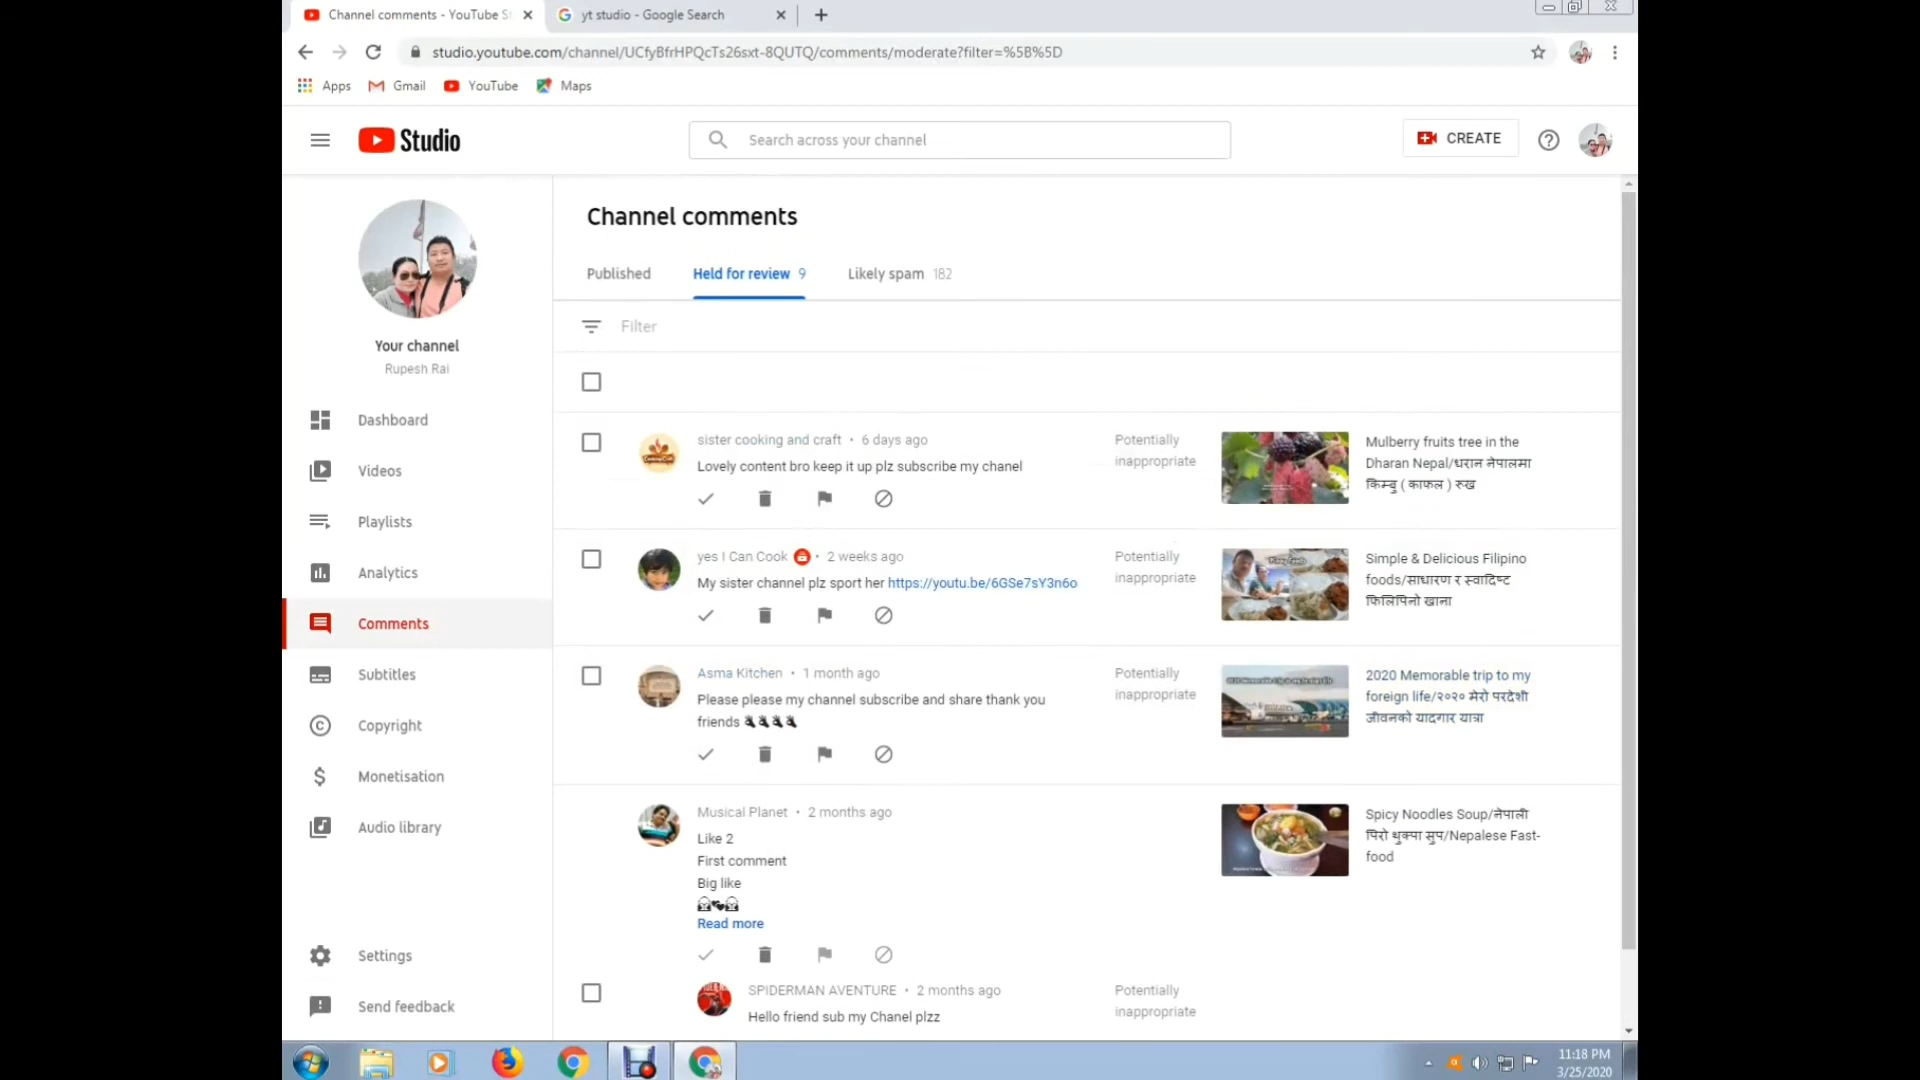 Channel comments - YouTube St
yt studio - Google Search
studio.youtube.com/channel/UCfyBfrHPQcTs26sxt-8QUTQ/comments/moderate?filter=%5B%5D
Apps Gmail YouTube Maps
Studio
Search across your channel
CREATE
Your channel
Rupesh Rai
Dashboard
Videos
Playlists
Analytics
Comments
Subtitles
Copyright
Monetisation
Audio library
Settings
Send feedback
Channel comments
Published Held for review 9 Likely spam 182
Filter
sister cooking and craft • 6 days ago
Lovely content bro keep it up plz subscribe my chanel
Potentially
inappropriate
Mulberry fruits tree in the
Dharan Nepal/धरान नेपालमा
किम्बु ( काफल ) रुख
yes I Can Cook • 2 weeks ago
My sister channel plz sport her https://youtu.be/6GSe7sY3n6o
Potentially
inappropriate
Simple & Delicious Filipino
foods/साधारण र स्वादिष्ट
फिलिपिनो खाना
Asma Kitchen • 1 month ago
Please please my channel subscribe and share thank you
friends
Potentially
inappropriate
2020 Memorable trip to my
foreign life/२०२० मेरो परदेशी
जीवनको यादगार यात्रा
Musical Planet • 2 months ago
Like 2
First comment
Big like
Read more
Spicy Noodles Soup/नेपाली
पिरो थुक्पा सुप/Nepalese Fast-
food
SPIDERMAN AVENTURE • 2 months ago
Hello friend sub my Chanel plzz
Potentially
inappropriate
11:18 PM
3/25/2020